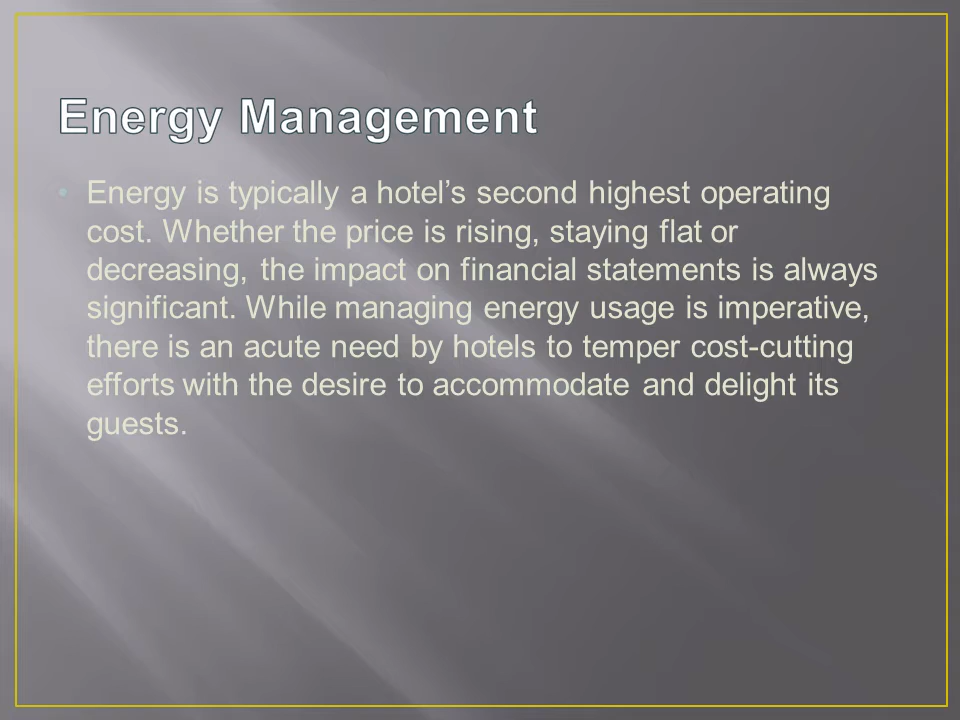 Energy Management
• Energy is typically a hotel’s second highest operating
cost. Whether the price is rising, staying flat or
decreasing, the impact on financial statements is always
significant. While managing energy usage is imperative,
there is an acute need by hotels to temper cost-cutting
efforts with the desire to accommodate and delight its
guests.